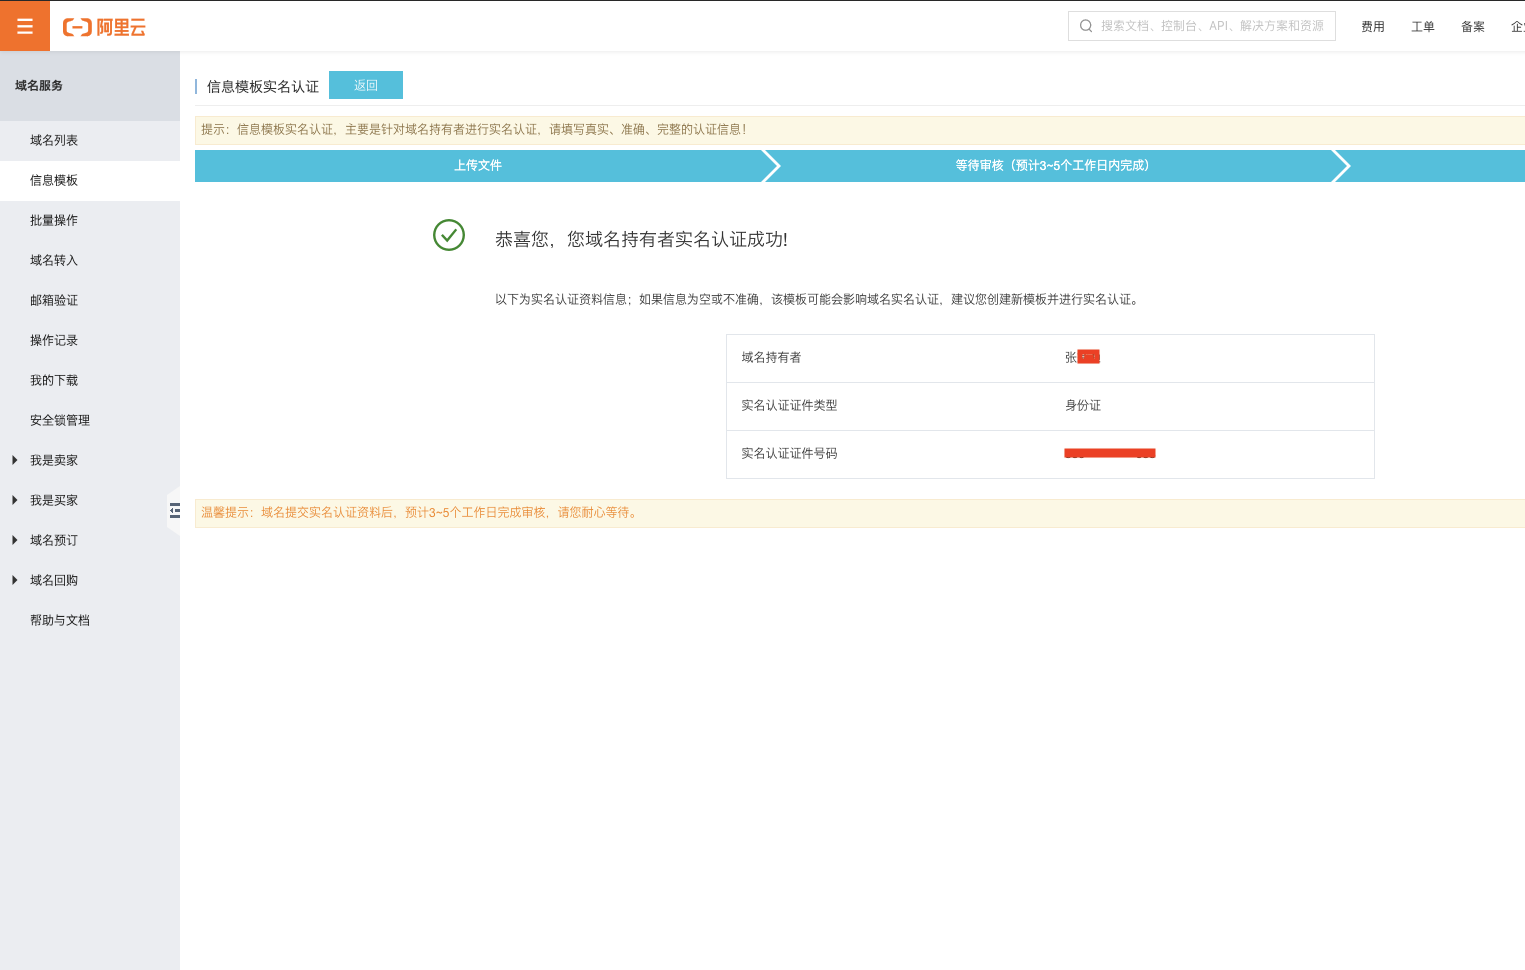 阿里云
搜索文档、控制台、API、解决方案和资源
费用
工单
备案
域名服务
域名列表
信息模板
批量操作
域名转入
邮箱验证
操作记录
我的下载
安全锁管理
我是卖家
我是买家
域名预订
域名回购
帮助与文档
信息模板实名认证
返回
提示：信息模板实名认证，主要是针对域名持有者进行实名认证，请填写真实、准确、完整的认证信息！
上传文件
等待审核（预计3~5个工作日内完成）
恭喜您，您域名持有者实名认证成功!
以下为实名认证资料信息；如果信息为空或不准确，该模板可能会影响域名实名认证，建议您创建新模板并进行实名认证。
域名持有者 张
实名认证证件类型 身份证
实名认证证件号码
温馨提示：域名提交实名认证资料后，预计3~5个工作日完成审核，请您耐心等待。